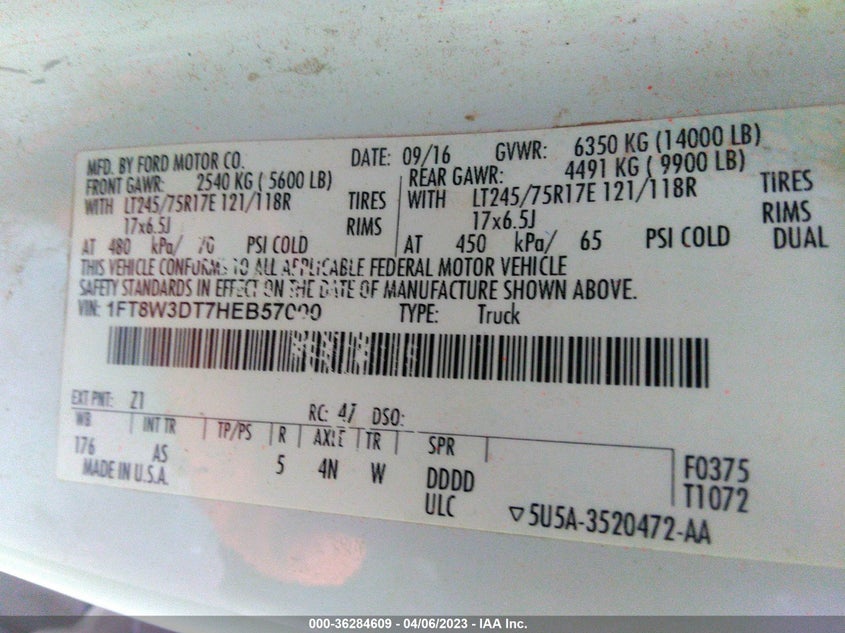 MFD. BY FORD MOTOR CO. DATE: 09/16 GVWR: 6350 KG (14000 LB)
FRONT GAWR: 2540 KG ( 5600 LB) REAR GAWR: 4491 KG ( 9900 LB)
WITH LT245/75R17E 121/118R TIRES WITH LT245/75R17E 121/118R TIRES
17x6.5J RIMS 17x6.5J RIMS
AT 480 kPa/ 70 PSI COLD AT 450 kPa/ 65 PSI COLD DUAL
THIS VEHICLE CONFORMS TO ALL APPLICABLE FEDERAL MOTOR VEHICLE
SAFETY STANDARDS IN EFFECT ON THE DATE OF MANUFACTURE SHOWN ABOVE.
VIN: TYPE: Truck
EXT PNT: Z1 RC: 47 DSO:
WB INT TR TP/PS R AXLE TR SPR
176 AS 5 4N W DDDD F0375
MADE IN U.S.A. ULC T1072
▽5U5A-3520472-AA
000-36284609 - 04/06/2023 - IAA Inc.